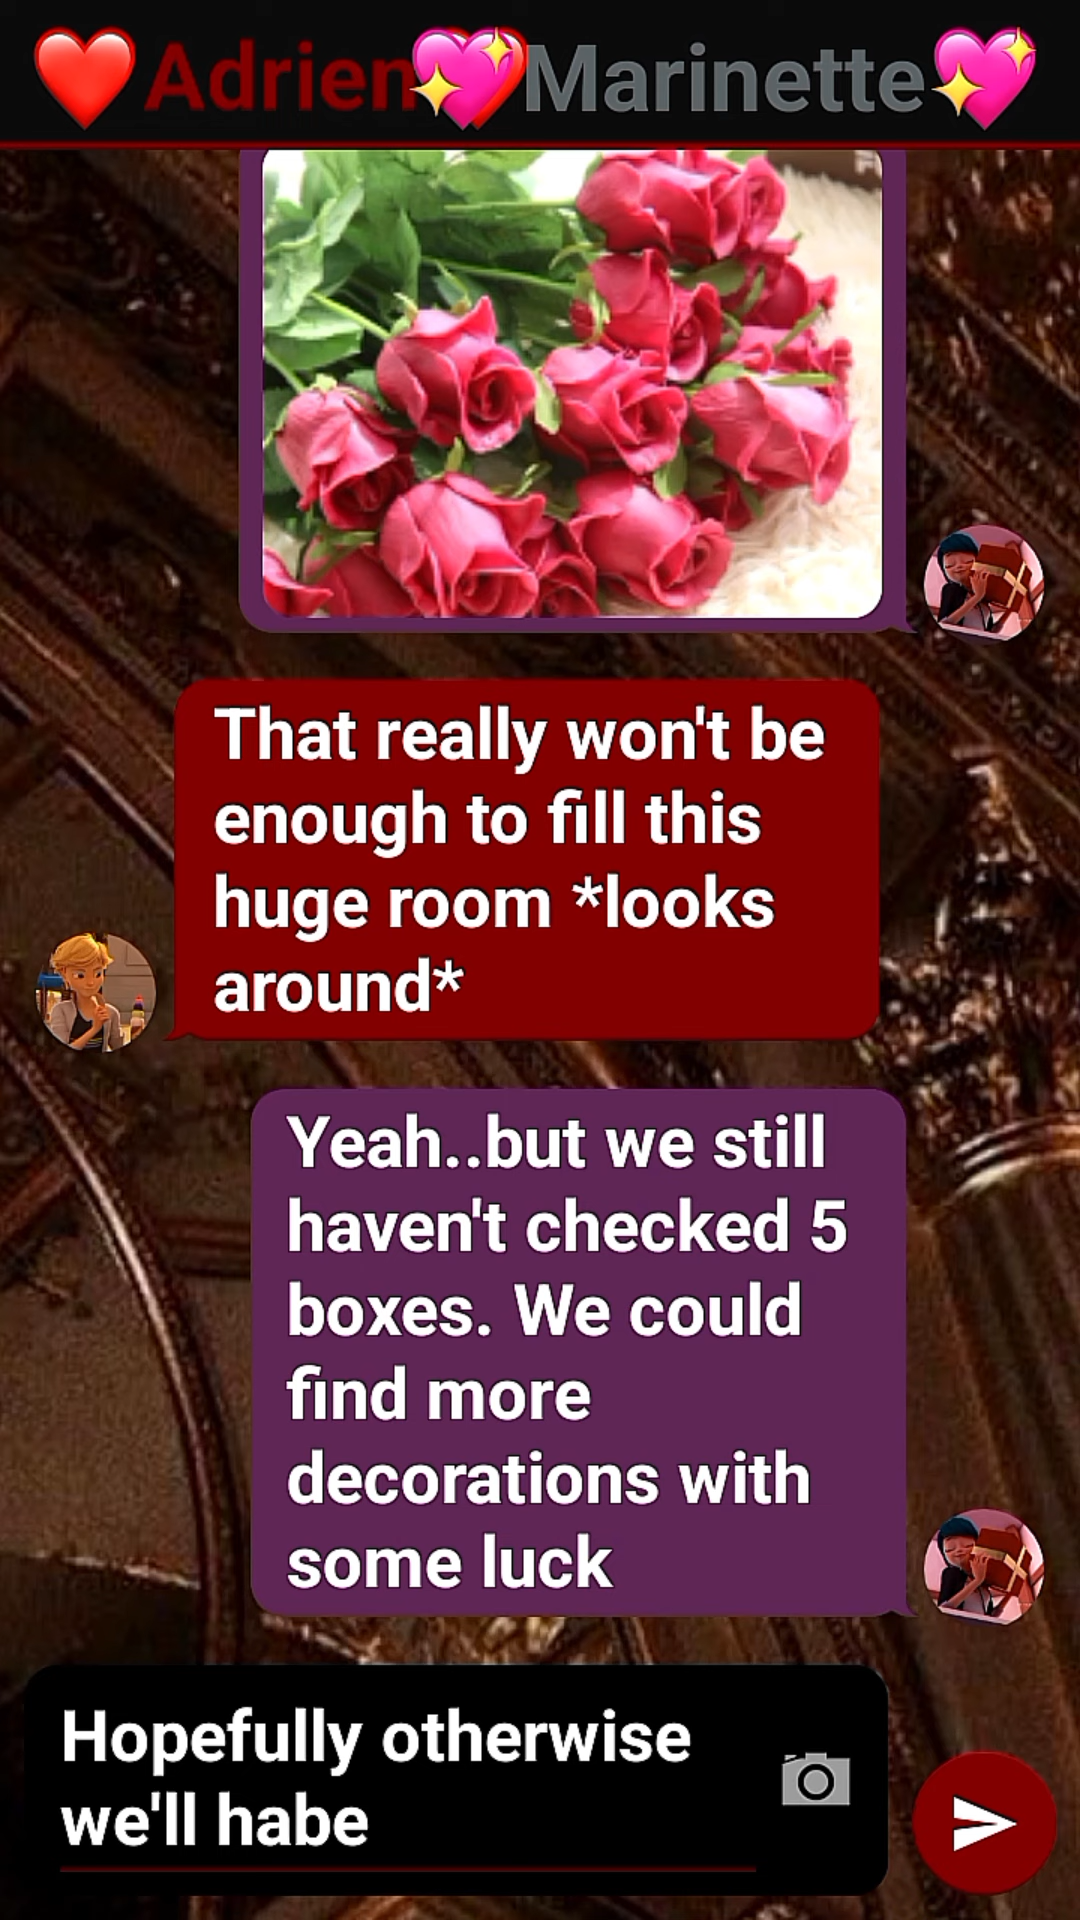 ❤️Adrien💖Marinette💖
That really won't be
enough to fill this
huge room *looks
around*
Yeah..but we still
haven't checked 5
boxes. We could
find more
decorations with
some luck
Hopefully otherwise
we'll habe